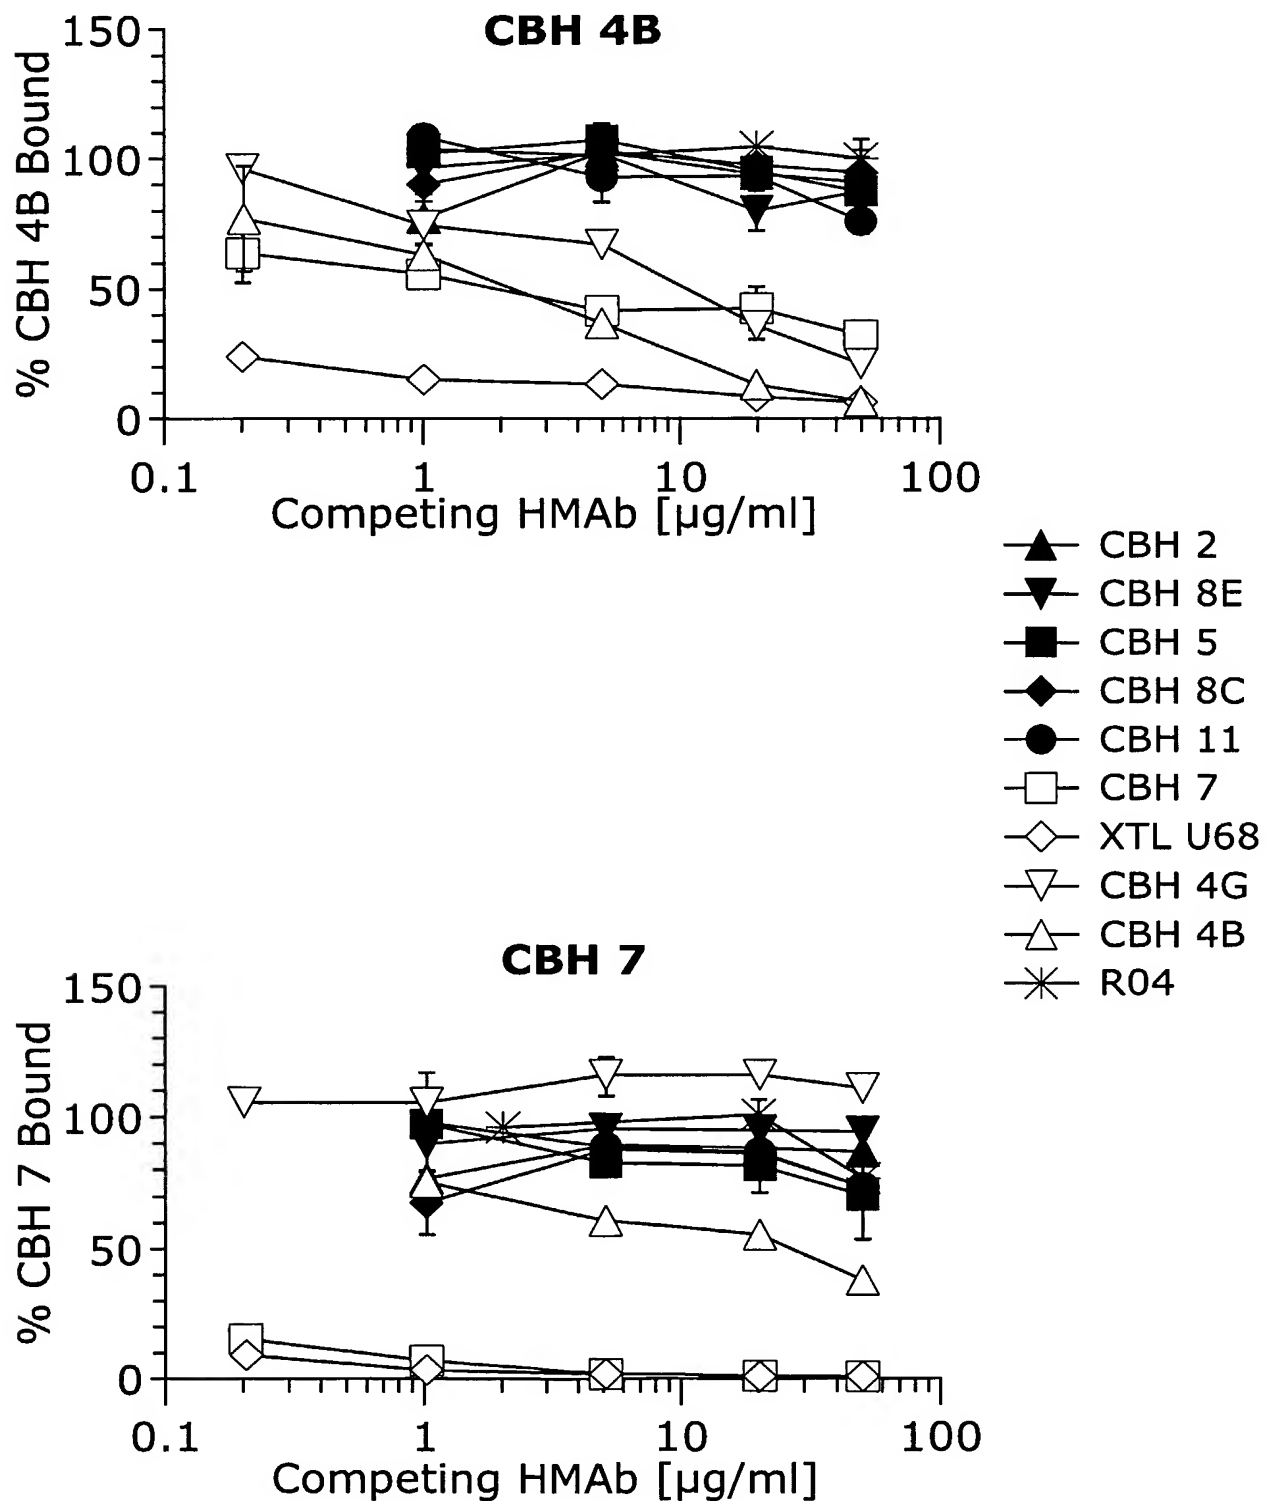 CBH 4B
% CBH 4B Bound
150
100
50
0
0.1 1 10 100
Competing HMAb [µg/ml]
CBH 2
CBH 8E
CBH 5
CBH 8C
CBH 11
CBH 7
XTL U68
CBH 4G
CBH 4B
R04
CBH 7
% CBH 7 Bound
150
100
50
0
0.1 1 10 100
Competing HMAb [µg/ml]